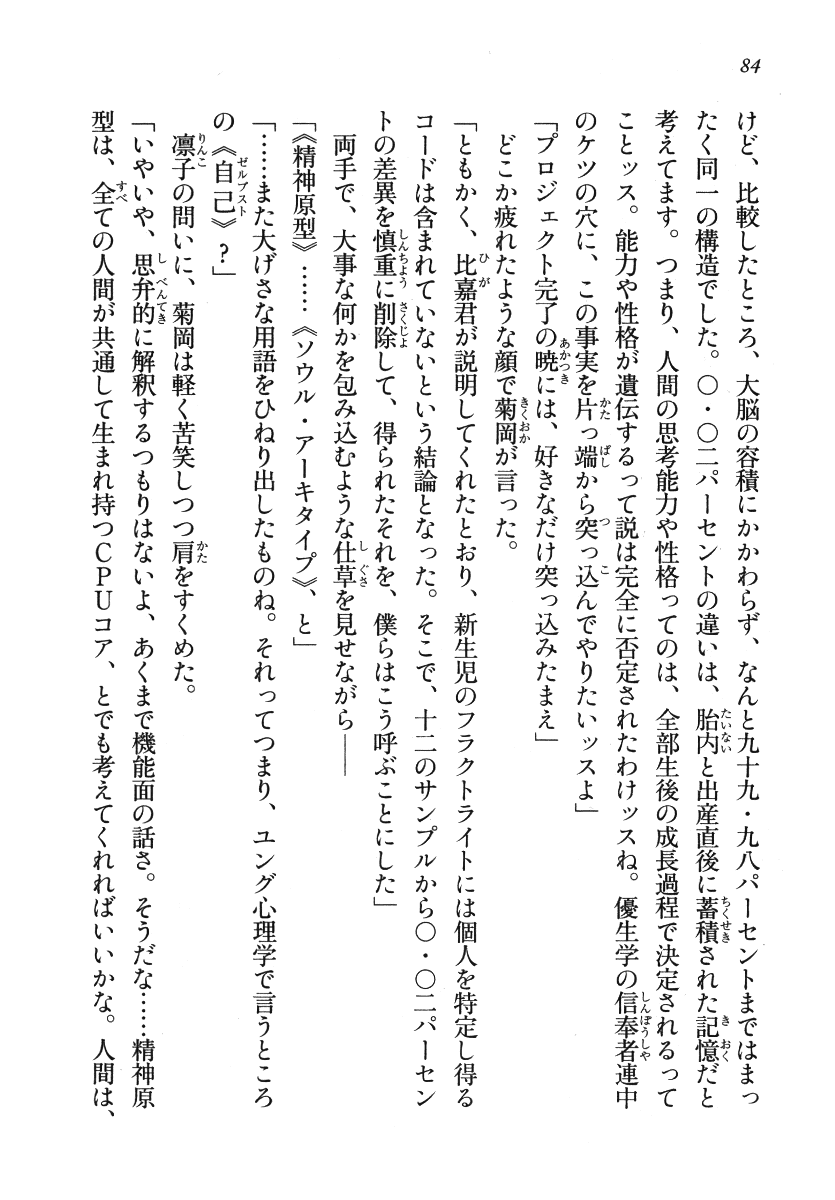 84
けど、比較したところ、大脳の容積にかかわらず、なんと九十九・九八パーセントまではまっ
たく同一の構造でした。〇・〇二パーセントの違いは、胎内と出産直後に蓄積された記憶だと
考えてます。つまり、人間の思考能力や性格ってのは、全部生後の成長過程で決定されるって
ことッス。能力や性格が遺伝するって説は完全に否定されたわけッスね。優生学の信奉者連中
のケツの穴に、この事実を片っ端から突っ込んでやりたいッスよ」
「プロジェクト完了の暁には、好きなだけ突っ込みたまえ」
どこか疲れたような顔で菊岡が言った。
「ともかく、比嘉君が説明してくれたとおり、新生児のフラクトライトには個人を特定し得る
コードは含まれていないという結論となった。そこで、十二のサンプルから〇・〇二パーセン
トの差異を慎重に削除して、得られたそれを、僕らはこう呼ぶことにした」
両手で、大事な何かを包み込むような仕草を見せながら——
「《精神原型》……《ソウル・アーキタイプ》、と」
「……また大げさな用語をひねり出したものね。それってつまり、ユング心理学で言うところ
の《自己》？」
凛子の問いに、菊岡は軽く苦笑しつつ肩をすくめた。
「いやいや、思弁的に解釈するつもりはないよ、あくまで機能面の話さ。そうだな……精神原
型は、全ての人間が共通して生まれ持つＣＰＵコア、とでも考えてくれればいいかな。人間は、